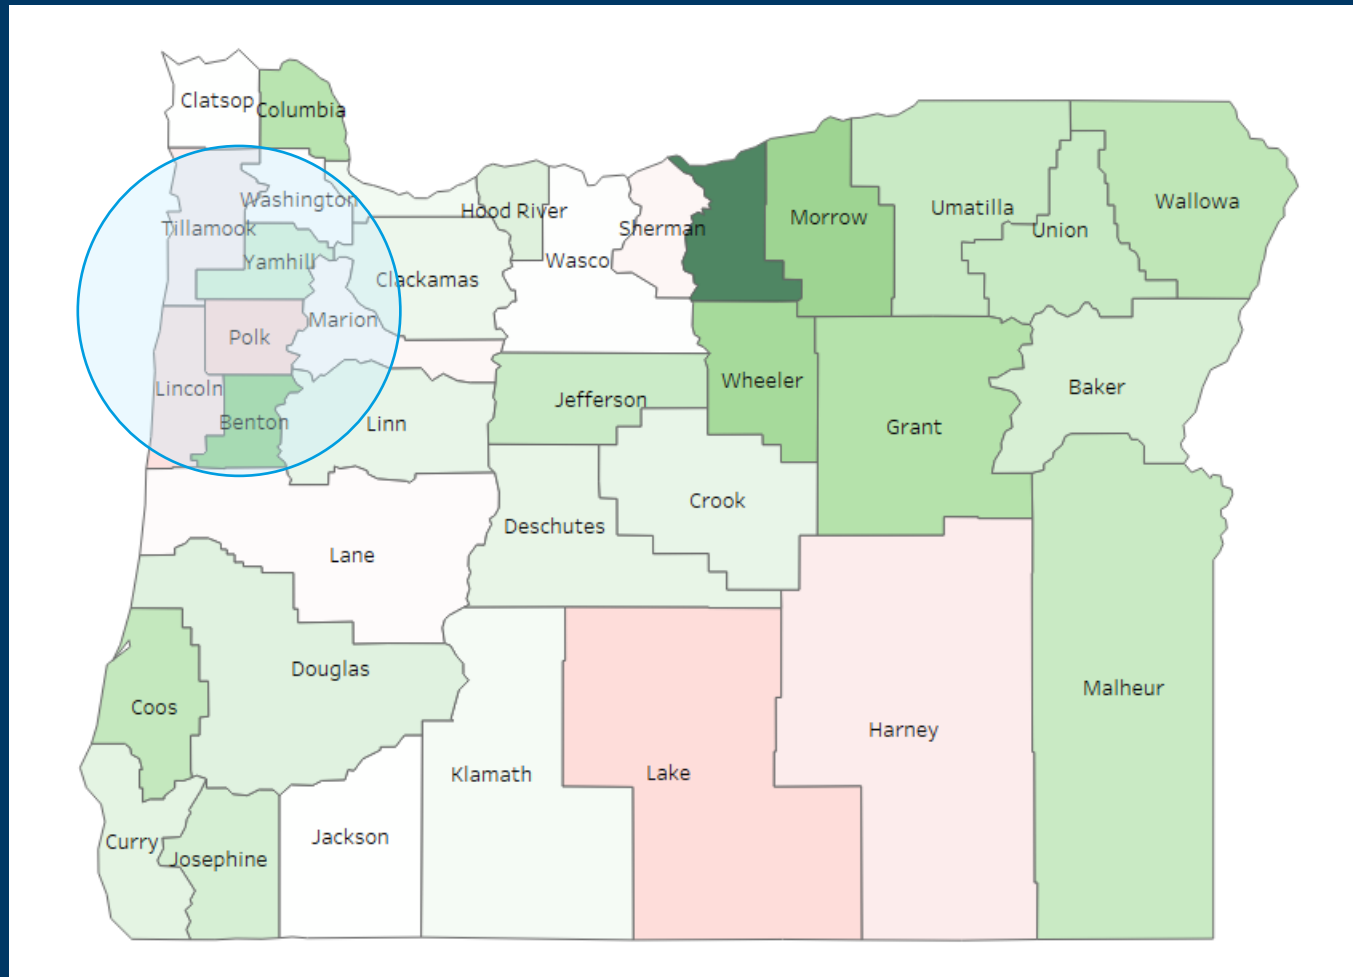 Clatsop
Columbia
Washington
Hood River
Tillamook
Yamhill
Clackamas
Wasco
Sherman
Morrow
Umatilla
Union
Wallowa
Marion
Polk
Lincoln
Benton
Linn
Jefferson
Wheeler
Grant
Baker
Crook
Deschutes
Lane
Douglas
Coos
Klamath
Lake
Harney
Malheur
Curry
Josephine
Jackson